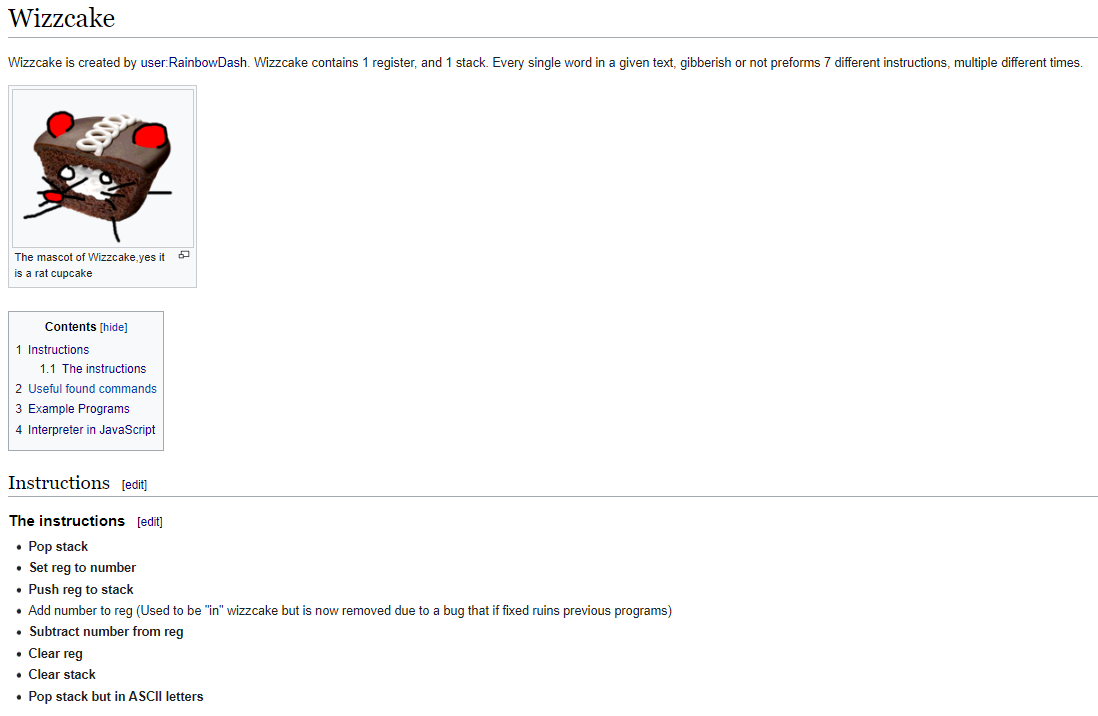 Wizzcake
Wizzcake is created by user:RainbowDash. Wizzcake contains 1 register, and 1 stack. Every single word in a given text, gibberish or not preforms 7 different instructions, multiple different times.
The mascot of Wizzcake,yes it
is a rat cupcake
Contents [hide]
1 Instructions
1.1 The instructions
2 Useful found commands
3 Example Programs
4 Interpreter in JavaScript
Instructions [edit]
The instructions [edit]
• Pop stack
• Set reg to number
• Push reg to stack
• Add number to reg (Used to be "in" wizzcake but is now removed due to a bug that if fixed ruins previous programs)
• Subtract number from reg
• Clear reg
• Clear stack
• Pop stack but in ASCII letters